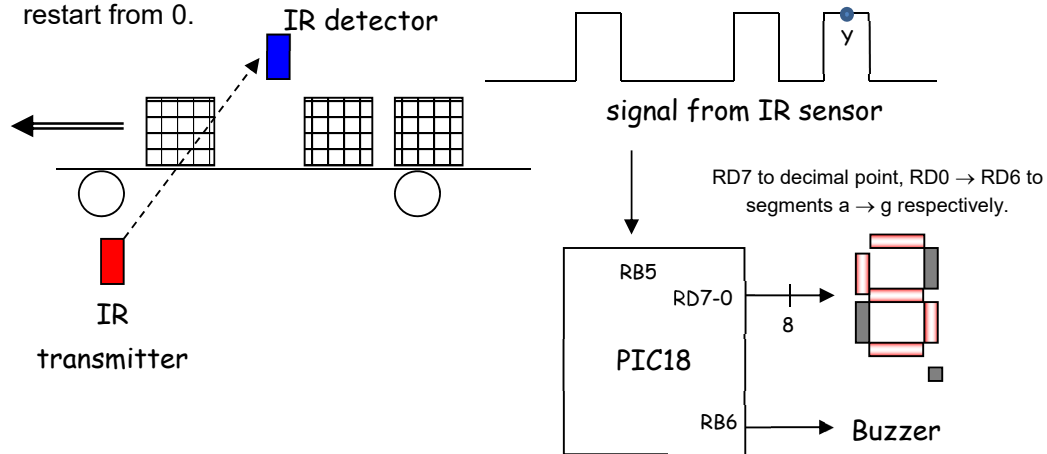 restart from 0.
IR detector
Y
signal from IR sensor
RD7 to decimal point, RD0 → RD6 to
segments a → g respectively.
RB5
RD7-0
8
IR
transmitter
PIC18
RB6
Buzzer